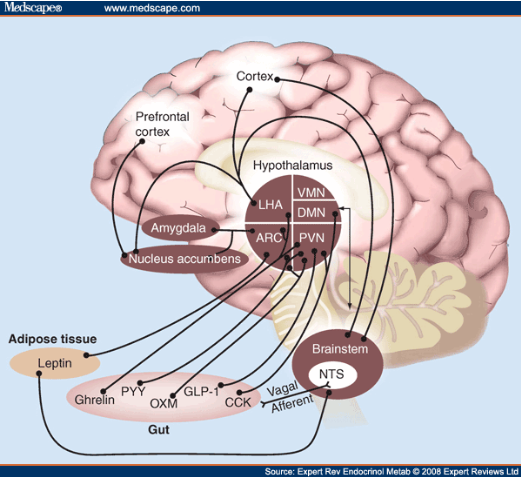 Medscape® www.medscape.com
Cortex
Prefrontal
cortex
Hypothalamus
LHA
VMN
DMN
ARC
PVN
Amygdala
Nucleus accumbens
Adipose tissue
Leptin
Brainstem
NTS
Ghrelin
PYY
OXM
GLP-1
CCK
Vagal
Afferent
Gut
Source: Expert Rev Endocrinol Metab © 2008 Expert Reviews Ltd